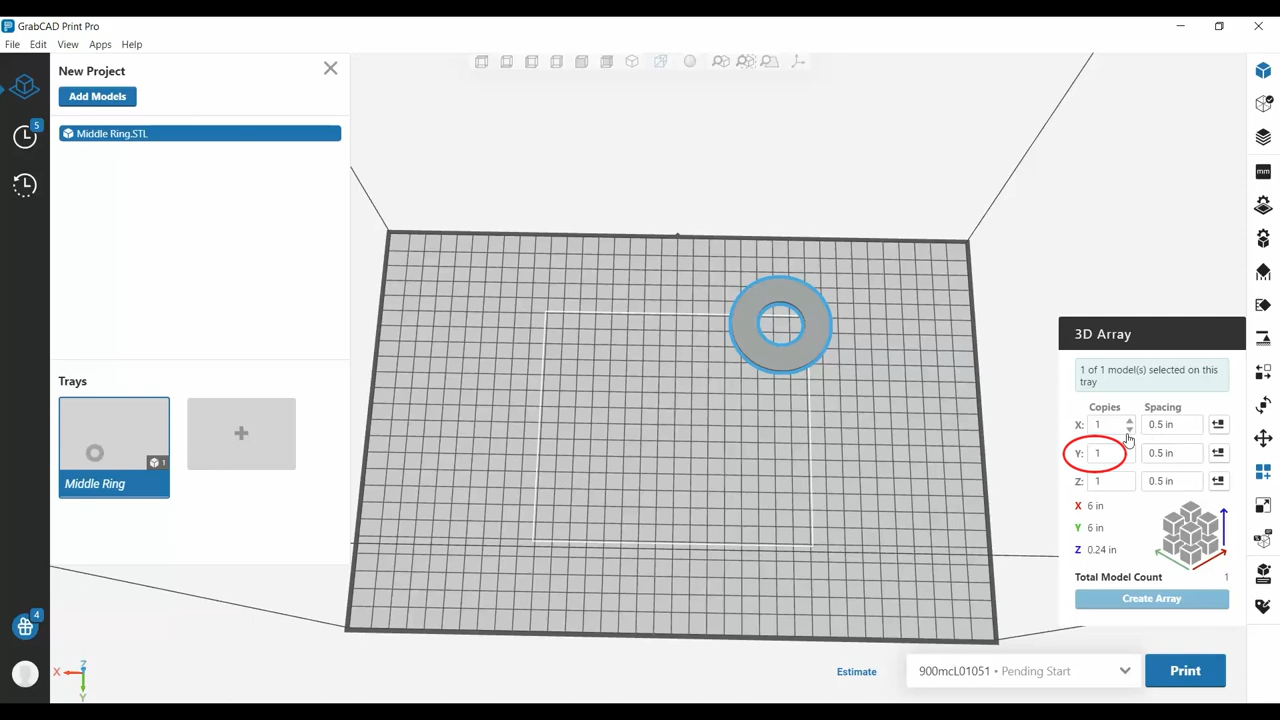 GrabCAD Print Pro
File Edit View Apps Help
New Project
Add Models
Middle Ring.STL
5
mm
3D Array
1 of 1 model(s) selected on this
tray
Copies Spacing
X: 1 0.5 in
Y: 1 0.5 in
Z: 1 0.5 in
X 6 in
Y 6 in
Z 0.24 in
Total Model Count 1
Create Array
Trays
1
Middle Ring
4
X Z
Y
Estimate
900mcL01051 • Pending Start
Print